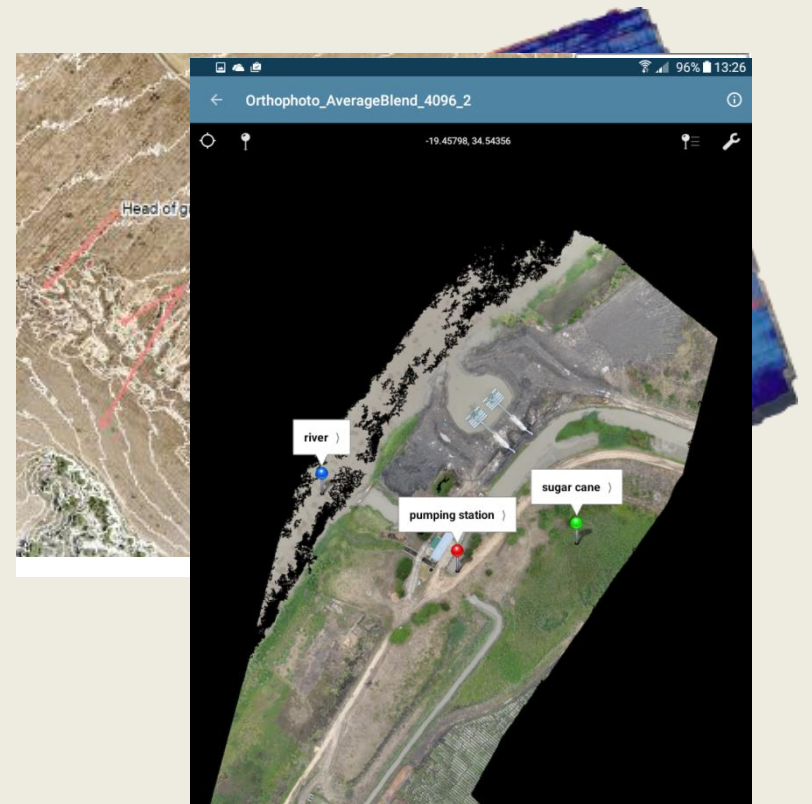 96% 13:26
Orthophoto_AverageBlend_4096_2
-19.45798, 34.54356
Head of
river
sugar cane
pumping station